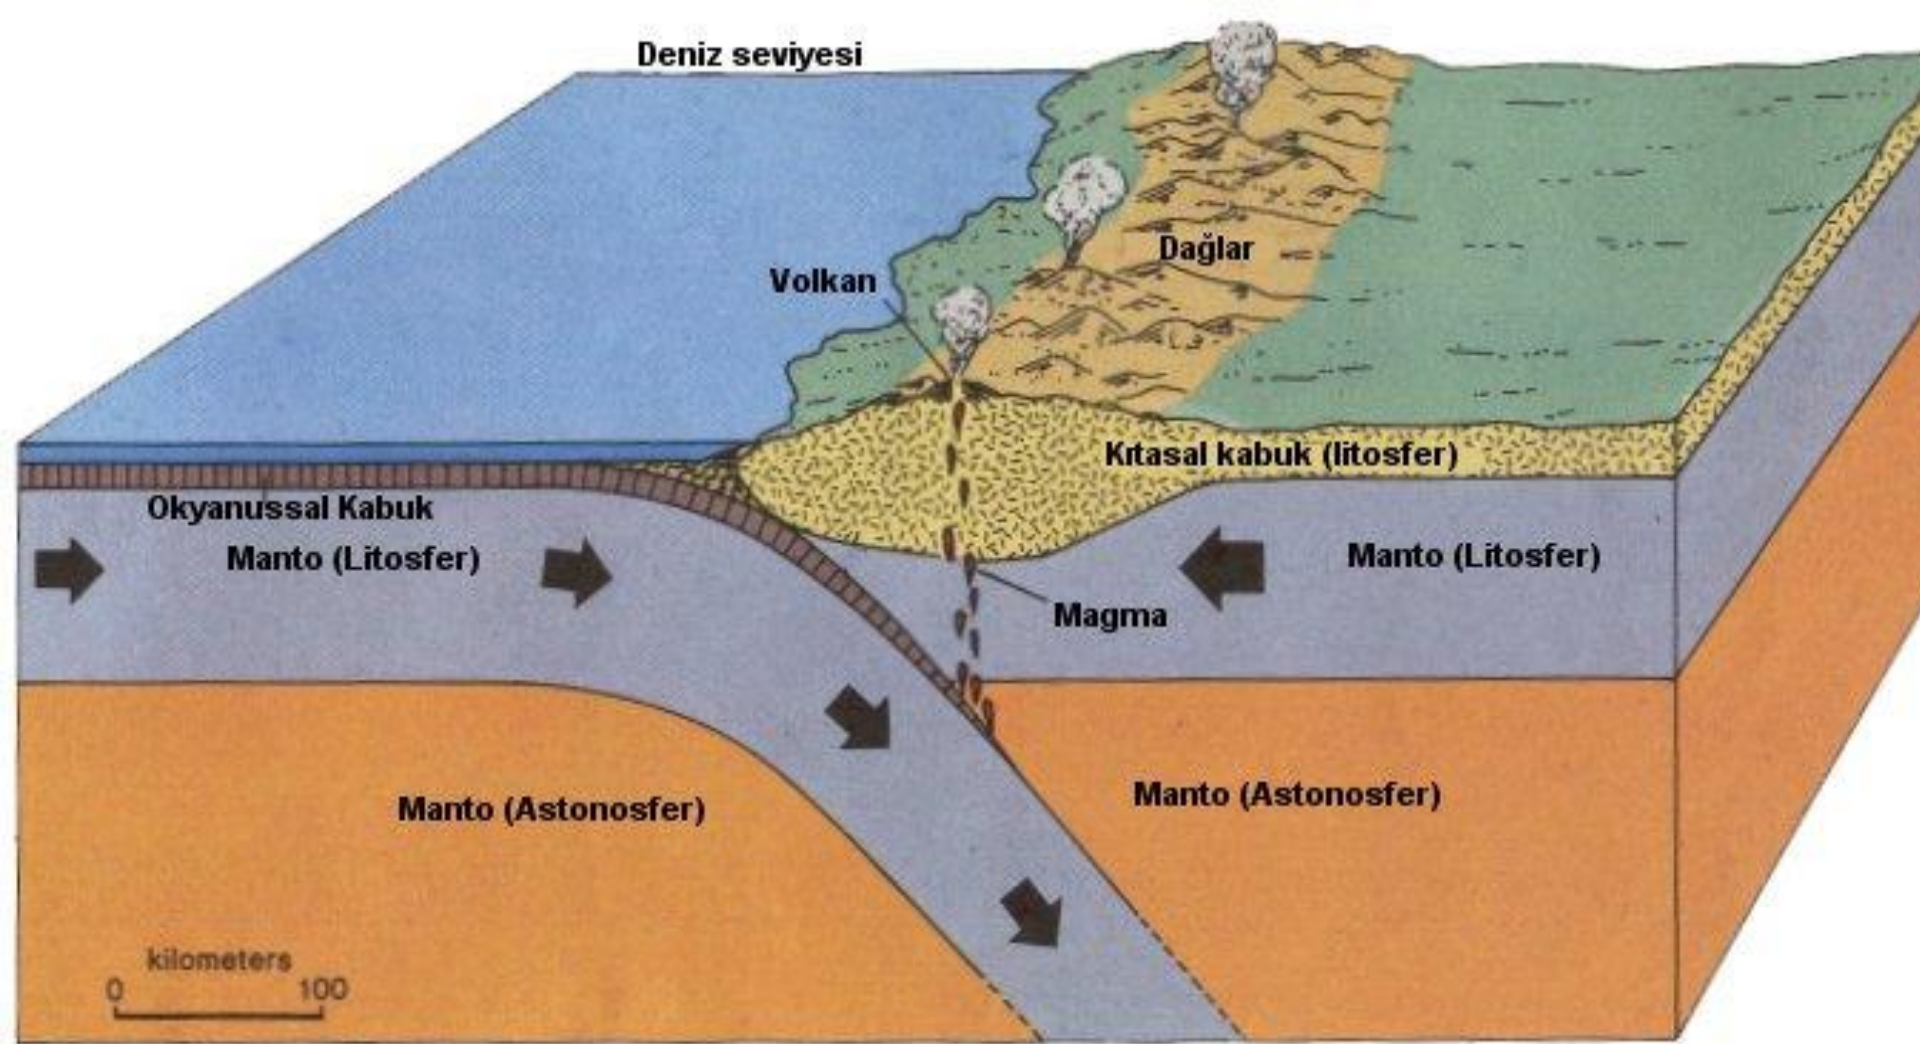 Deniz seviyesi
Dağlar
Volkan
Kıtasal kabuk (litosfer)
Okyanussal Kabuk
Manto (Litosfer)
Manto (Litosfer)
Magma
Manto (Astonosfer)
Manto (Astonosfer)
kilometers
0 100